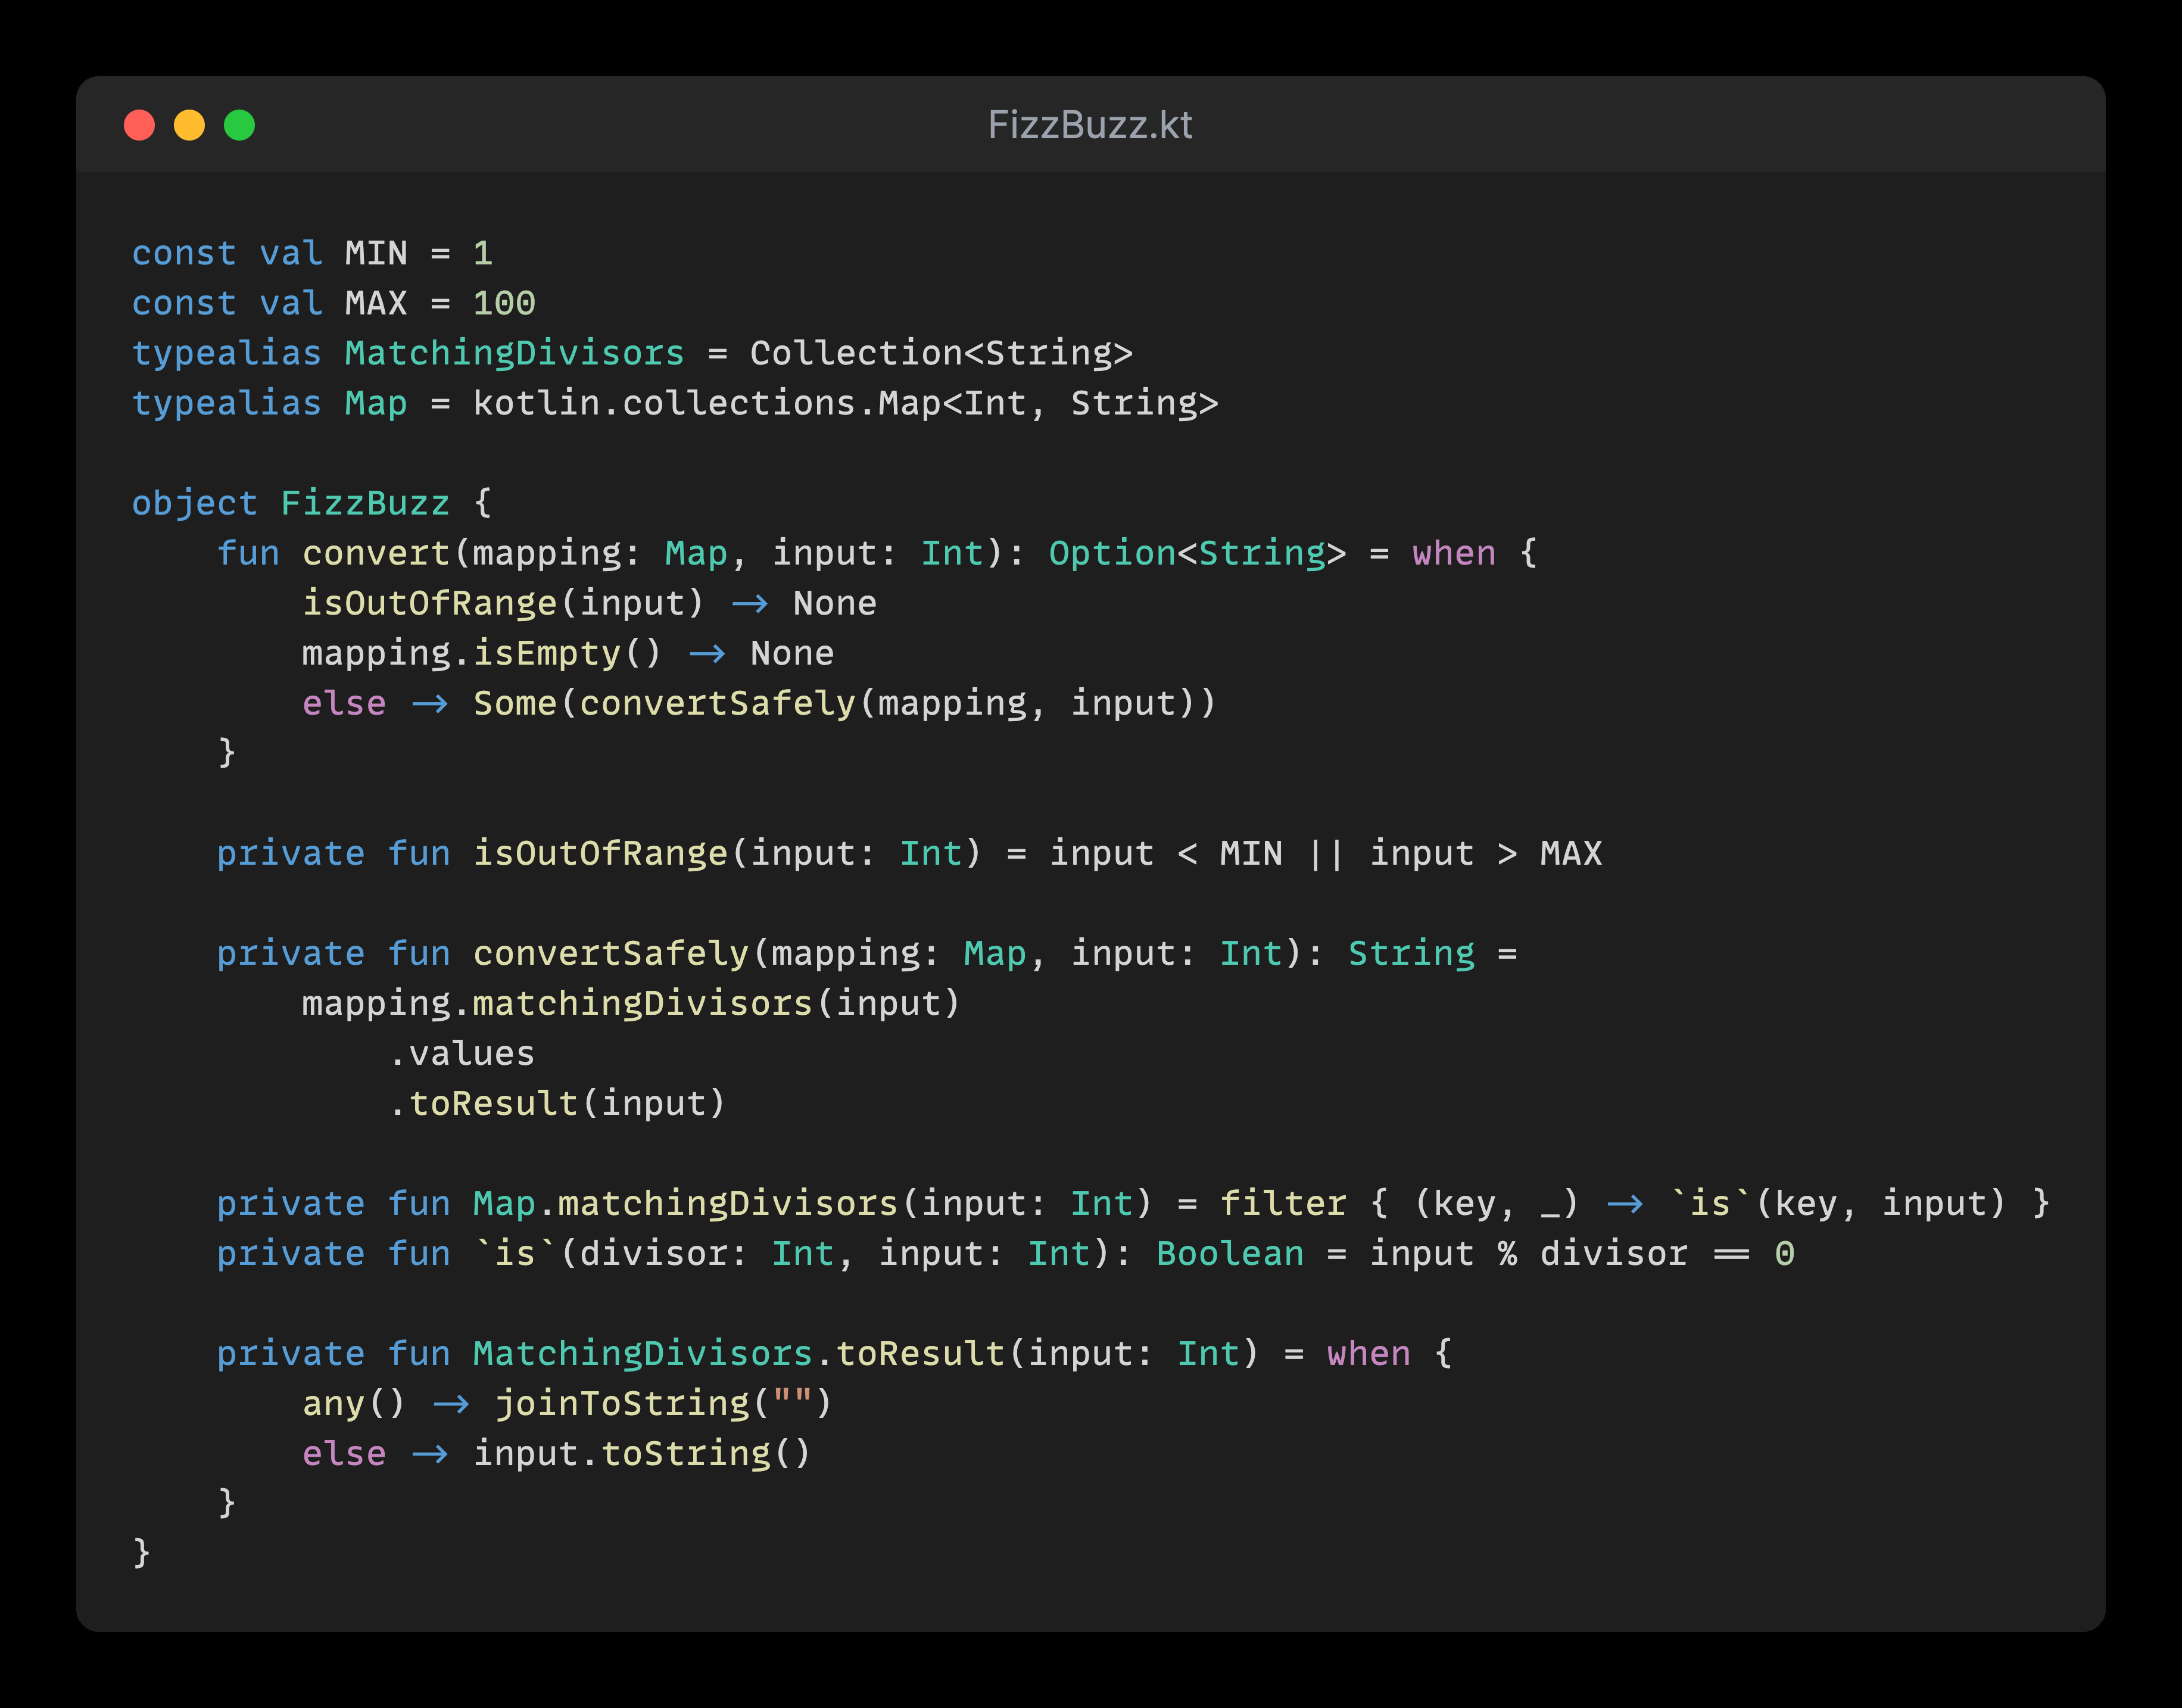 FizzBuzz.kt
const val MIN = 1
const val MAX = 100
typealias MatchingDivisors = Collection<String>
typealias Map = kotlin.collections.Map<Int, String>
object FizzBuzz {
    fun convert(mapping: Map, input: Int): Option<String> = when {
        isOutOfRange(input) -> None
        mapping.isEmpty() -> None
        else -> Some(convertSafely(mapping, input))
    }
    private fun isOutOfRange(input: Int) = input < MIN || input > MAX
    private fun convertSafely(mapping: Map, input: Int): String =
        mapping.matchingDivisors(input)
            .values
            .toResult(input)
    private fun Map.matchingDivisors(input: Int) = filter { (key, _) -> `is`(key, input) }
    private fun `is`(divisor: Int, input: Int): Boolean = input % divisor == 0
    private fun MatchingDivisors.toResult(input: Int) = when {
        any() -> joinToString("")
        else -> input.toString()
    }
}